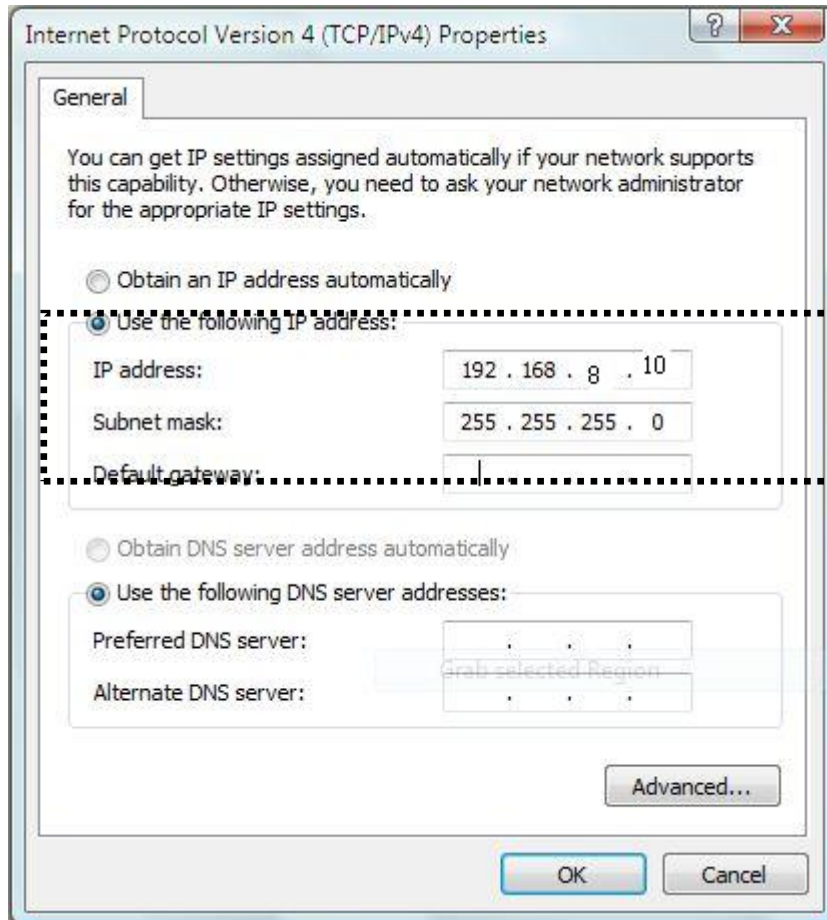 Internet Protocol Version 4 (TCP/IPv4) Properties
General
You can get IP settings assigned automatically if your network supports
this capability. Otherwise, you need to ask your network administrator
for the appropriate IP settings.
Obtain an IP address automatically
Use the following IP address:
IP address: 192 . 168 . 8 . 10
Subnet mask: 255 . 255 . 255 . 0
Default gateway: . . .
Obtain DNS server address automatically
Use the following DNS server addresses:
Preferred DNS server: . . .
Grab selected Region
Alternate DNS server: . . .
Advanced...
OK Cancel